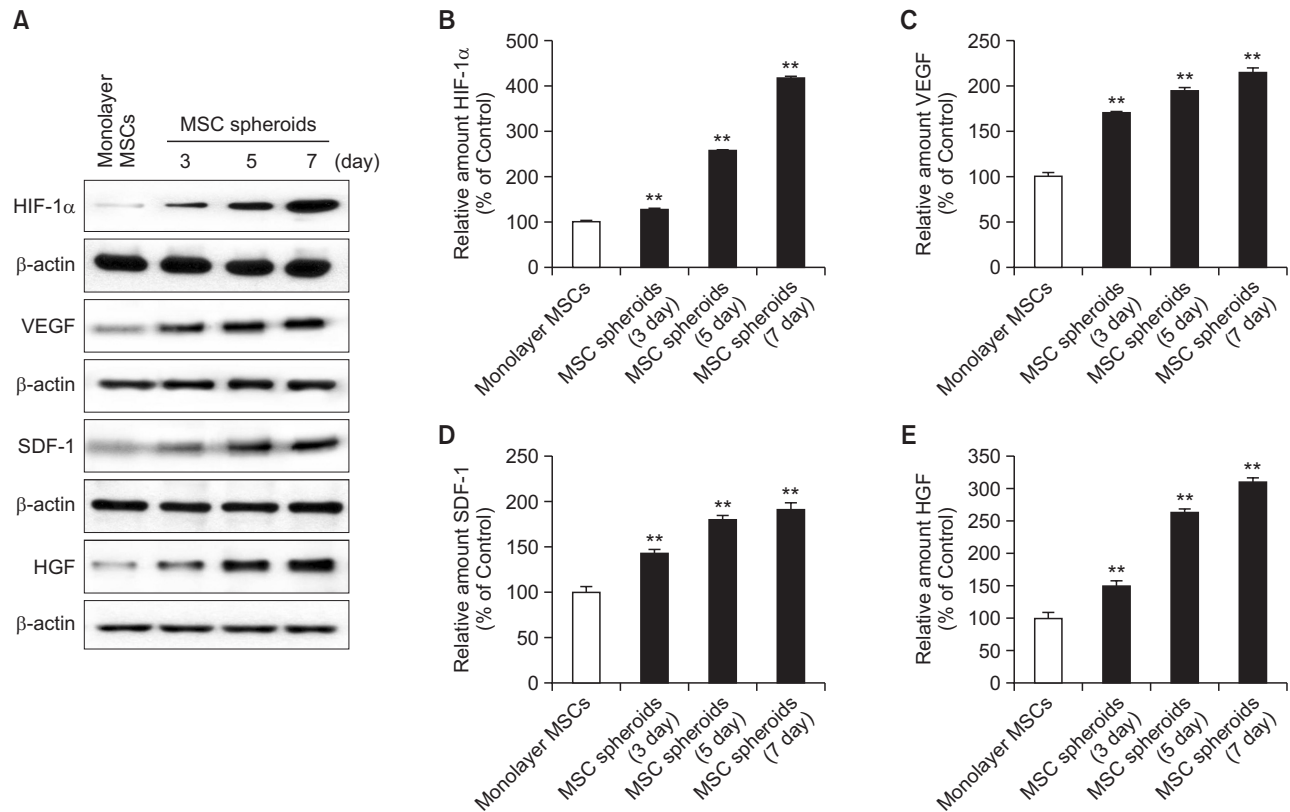 A
Monolayer
MSCs
MSC spheroids
3 5 7 (day)
HIF-1α
β-actin
VEGF
β-actin
SDF-1
β-actin
HGF
β-actin
B
Relative amount HIF-1α
(% of Control)
500
400
300
200
100
0
**
**
**
Monolayer MSCs
MSC spheroids
(3 day)
MSC spheroids
(5 day)
MSC spheroids
(7 day)
C
Relative amount VEGF
(% of Control)
250
200
150
100
50
0
**
**
**
Monolayer MSCs
MSC spheroids
(3 day)
MSC spheroids
(5 day)
MSC spheroids
(7 day)
D
Relative amount SDF-1
(% of Control)
250
200
150
100
50
0
**
**
**
Monolayer MSCs
MSC spheroids
(3 day)
MSC spheroids
(5 day)
MSC spheroids
(7 day)
E
Relative amount HGF
(% of Control)
350
300
250
200
150
100
50
0
**
**
**
Monolayer MSCs
MSC spheroids
(3 day)
MSC spheroids
(5 day)
MSC spheroids
(7 day)